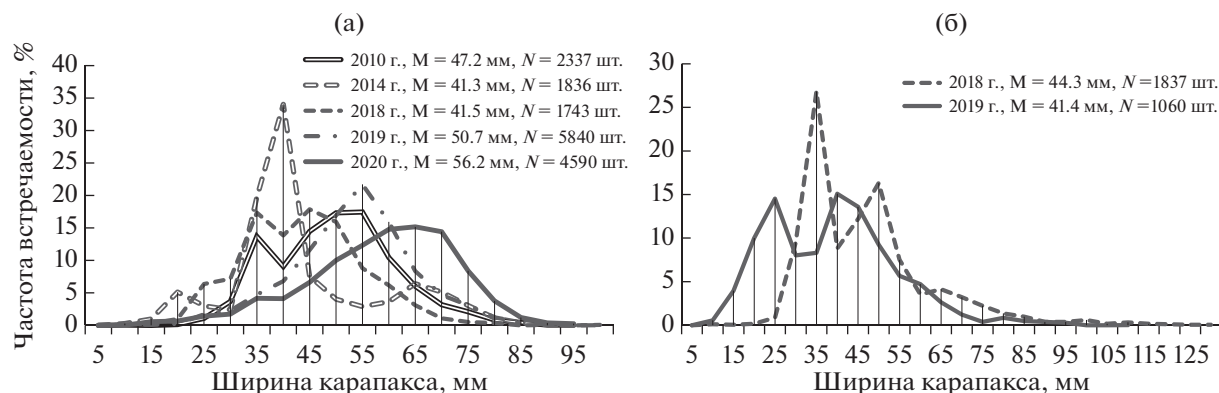 (а)
Частота встречаемости, %
40
35
30
25
20
15
10
5
0
2010 г., М = 47.2 мм, N = 2337 шт.
2014 г., М = 41.3 мм, N = 1836 шт.
2018 г., М = 41.5 мм, N = 1743 шт.
2019 г., М = 50.7 мм, N = 5840 шт.
2020 г., М = 56.2 мм, N = 4590 шт.
5 15 25 35 45 55 65 75 85 95
Ширина карапакса, мм
(б)
30
25
20
15
10
5
0
2018 г., М = 44.3 мм, N =1837 шт.
2019 г., М = 41.4 мм, N =1060 шт.
5 15 25 35 45 55 65 75 85 95 105 115 125
Ширина карапакса, мм